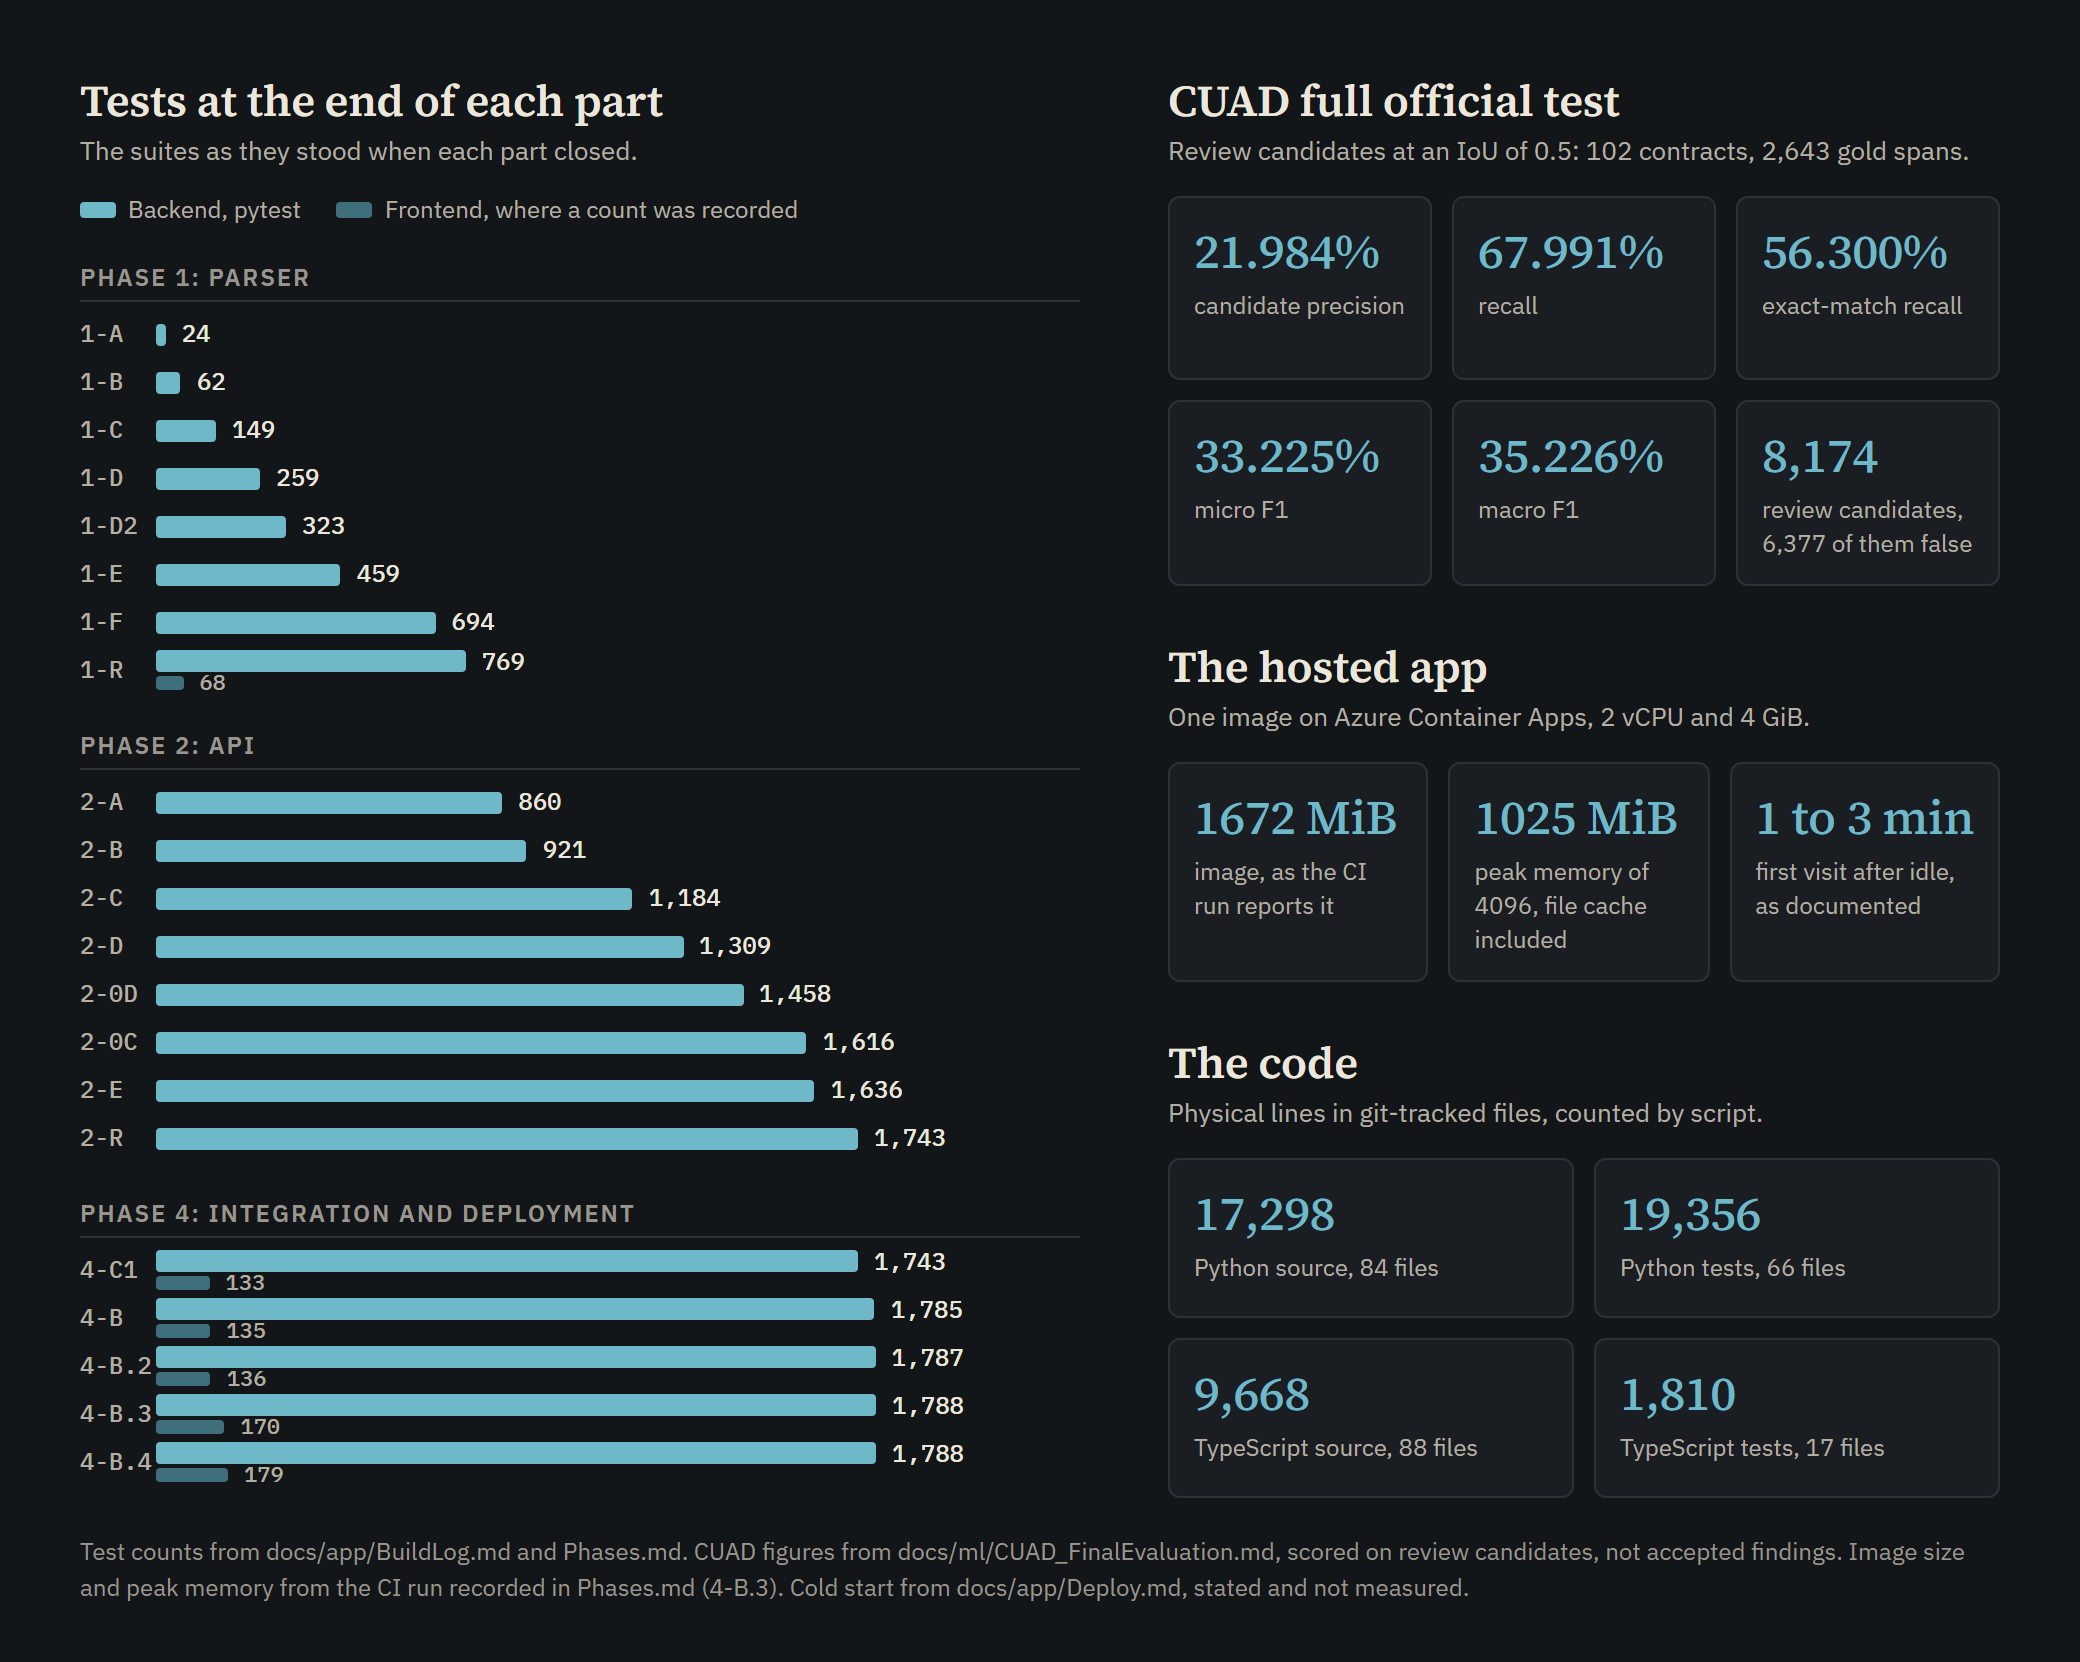 Tests at the end of each part
The suites as they stood when each part closed.
Backend, pytest
Frontend, where a count was recorded
PHASE 1: PARSER
1-A 24
1-B 62
1-C 149
1-D 259
1-D2 323
1-E 459
1-F 694
1-R 769
68
PHASE 2: API
2-A 860
2-B 921
2-C 1,184
2-D 1,309
2-0D 1,458
2-0C 1,616
2-E 1,636
2-R 1,743
PHASE 4: INTEGRATION AND DEPLOYMENT
4-C1 1,743
133
4-B 1,785
135
4-B.2 1,787
136
4-B.3 1,788
170
4-B.4 1,788
179
CUAD full official test
Review candidates at an IoU of 0.5: 102 contracts, 2,643 gold spans.
21.984%
candidate precision
67.991%
recall
56.300%
exact-match recall
33.225%
micro F1
35.226%
macro F1
8,174
review candidates,
6,377 of them false
The hosted app
One image on Azure Container Apps, 2 vCPU and 4 GiB.
1672 MiB
image, as the CI
run reports it
1025 MiB
peak memory of
4096, file cache
included
1 to 3 min
first visit after idle,
as documented
The code
Physical lines in git-tracked files, counted by script.
17,298
Python source, 84 files
19,356
Python tests, 66 files
9,668
TypeScript source, 88 files
1,810
TypeScript tests, 17 files
Test counts from docs/app/BuildLog.md and Phases.md. CUAD figures from docs/ml/CUAD_FinalEvaluation.md, scored on review candidates, not accepted findings. Image size
and peak memory from the CI run recorded in Phases.md (4-B.3). Cold start from docs/app/Deploy.md, stated and not measured.